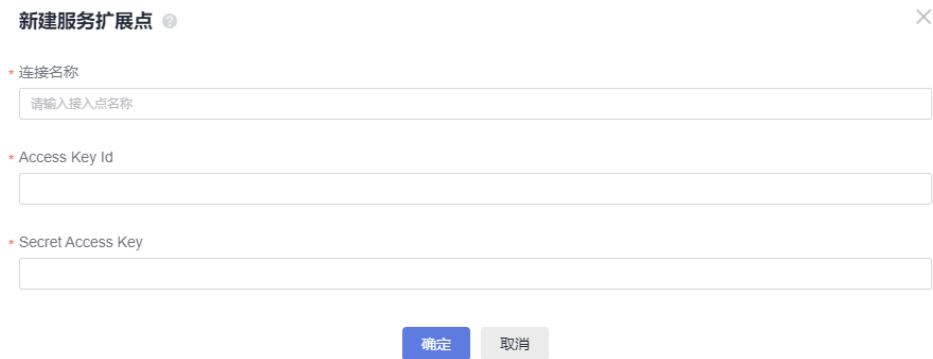 新建服务扩展点
* 连接名称
请输入接入点名称
* Access Key Id
* Secret Access Key
确定
取消